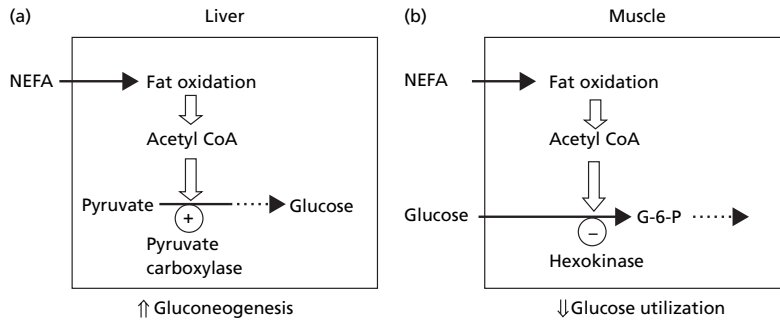 (a)
Liver
NEFA
Fat oxidation
Acetyl CoA
Pyruvate
Glucose
+
Pyruvate
carboxylase
⇑ Gluconeogenesis
(b)
Muscle
NEFA
Fat oxidation
Acetyl CoA
Glucose
G-6-P
−
Hexokinase
⇓Glucose utilization